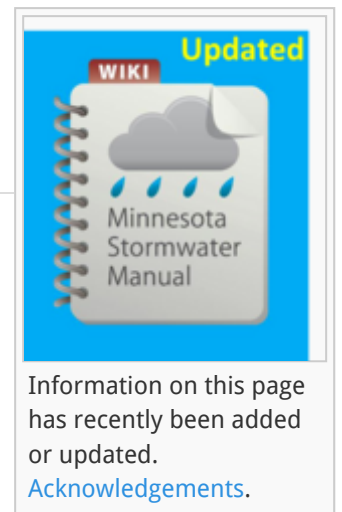 Updated
WIKI
Minnesota
Stormwater
Manual
Information on this page
has recently been added
or updated.
Acknowledgements.